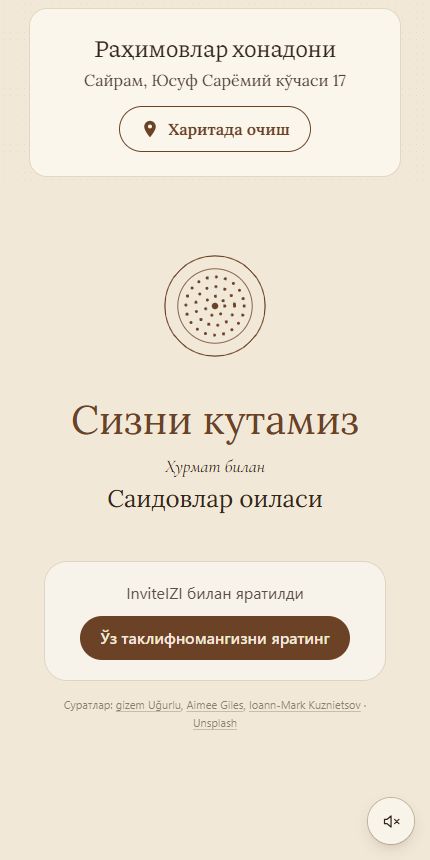 Раҳимовлар хонадони
Сайрам, Юсуф Сарёмий кўчаси 17
Харитада очиш
Сизни кутамиз
Ҳурмат билан
Саидовлар оиласи
InviteIZI билан яратилди
Ўз таклифномангизни яратинг
Суратлар: gizem Uğurlu, Aimee Giles, Ioann-Mark Kuznietsov ·
Unsplash